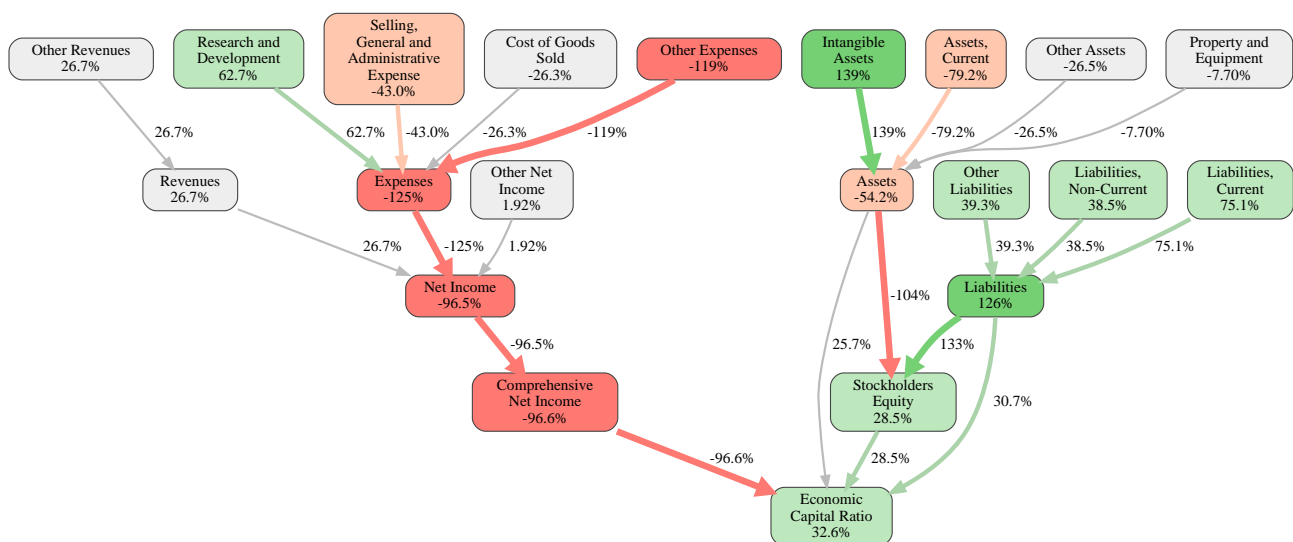 Other Revenues
26.7%
Research and
Development
62.7%
Selling,
General and
Administrative
Expense
-43.0%
Cost of Goods
Sold
-26.3%
Other Expenses
-119%
Intangible
Assets
139%
Assets,
Current
-79.2%
Other Assets
-26.5%
Property and
Equipment
-7.70%
26.7%
62.7%
-43.0%
-26.3%
-119%
139%
-79.2%
-26.5%
-7.70%
Revenues
26.7%
Expenses
-125%
Other Net
Income
1.92%
Assets
-54.2%
Other
Liabilities
39.3%
Liabilities,
Non-Current
38.5%
Liabilities,
Current
75.1%
26.7%
-125%
1.92%
39.3%
38.5%
75.1%
Net Income
-96.5%
-104%
Liabilities
126%
-96.5%
25.7%
133%
Comprehensive
Net Income
-96.6%
Stockholders
Equity
28.5%
30.7%
-96.6%
28.5%
Economic
Capital Ratio
32.6%